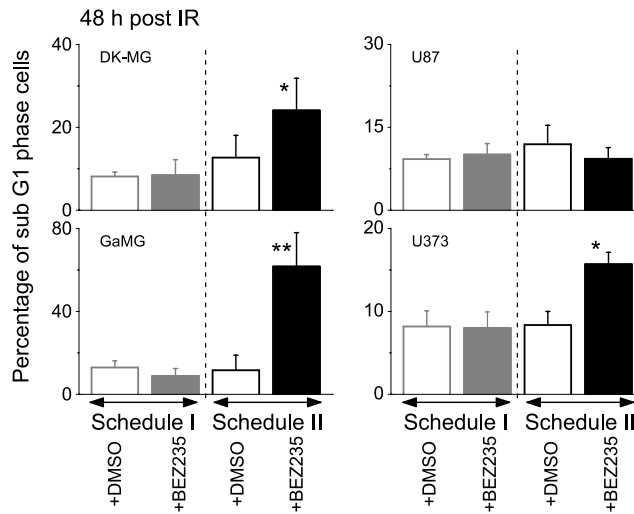 48 h post IR
Percentage of sub G1 phase cells
DK-MG
40
20
0
*
U87
30
15
0
GaMG
80
40
0
**
U373
20
10
0
*
Schedule I Schedule II
+DMSO
+BEZ235
+DMSO
+BEZ235
Schedule I Schedule II
+DMSO
+BEZ235
+DMSO
+BEZ235